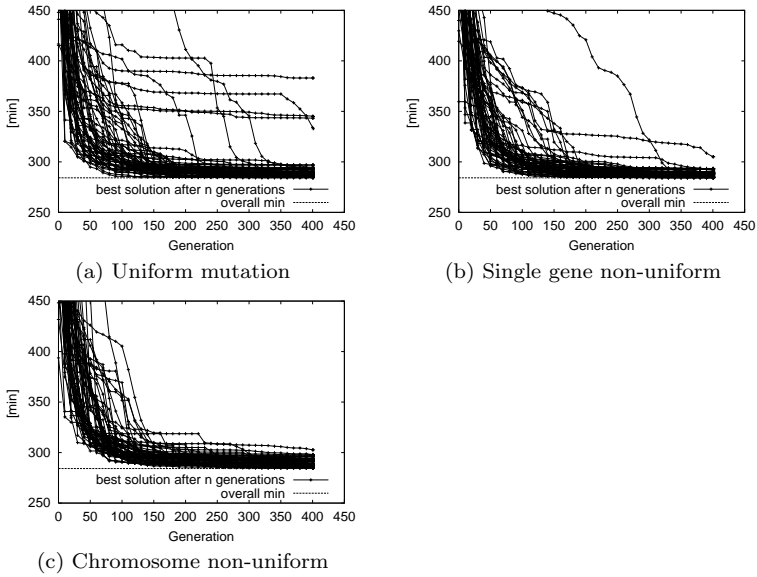 450
400
350
300
250
[min]
0 50 100 150 200 250 300 350 400 450
Generation
best solution after n generations
overall min
(a) Uniform mutation
450
400
350
300
250
[min]
0 50 100 150 200 250 300 350 400 450
Generation
best solution after n generations
overall min
(b) Single gene non-uniform
450
400
350
300
250
[min]
0 50 100 150 200 250 300 350 400 450
Generation
best solution after n generations
overall min
(c) Chromosome non-uniform